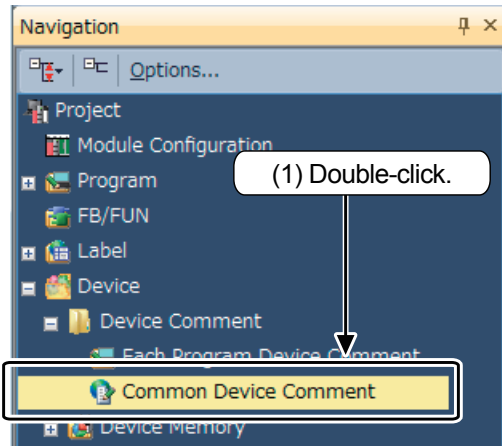 Navigation
Options...
Project
Module Configuration
(1) Double-click.
Program
FB/FUN
Label
Device
Device Comment
Each Program Device Comment
Common Device Comment
Device Memory